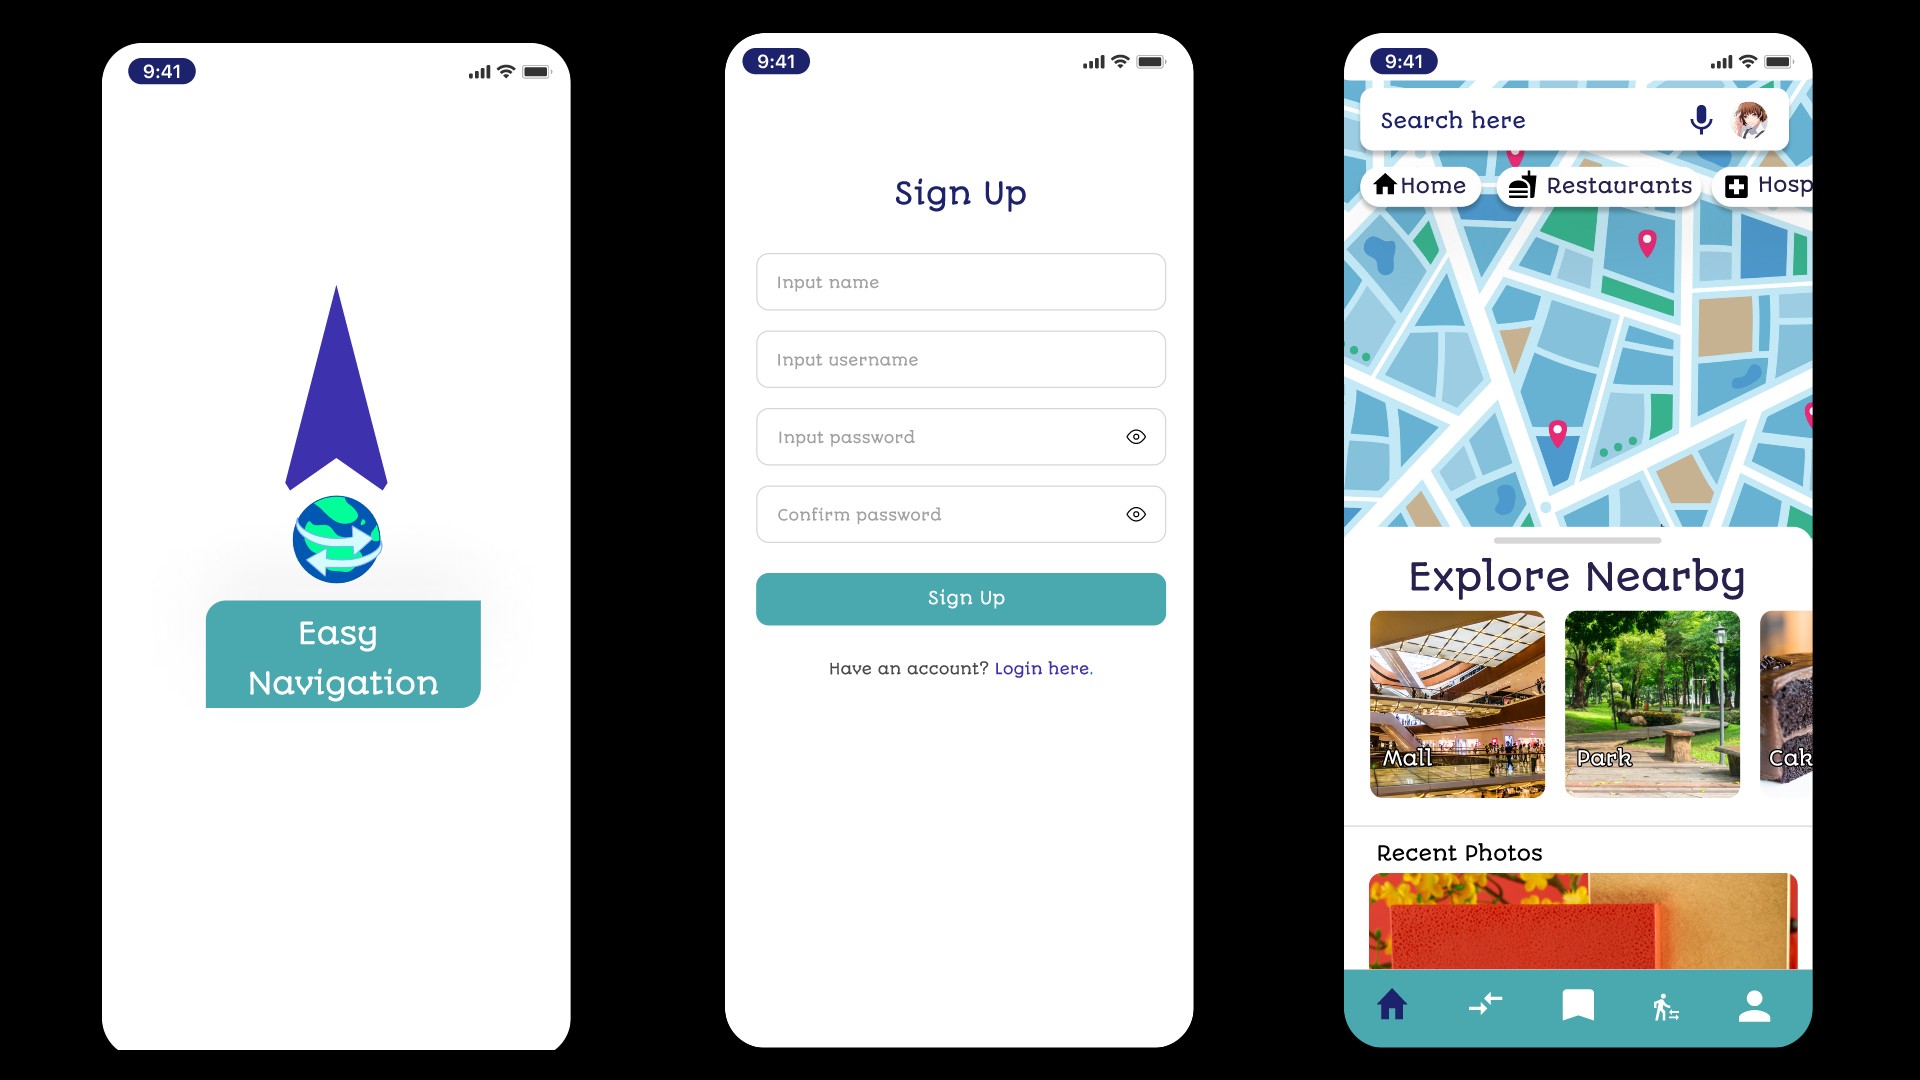 9:41
Easy
Navigation
9:41
Sign Up
Input name
Input username
Input password
Confirm password
Sign Up
Have an account? Login here.
9:41
Search here
Home
Restaurants
Hosp
Explore Nearby
Mall
Park
Cak
Recent Photos